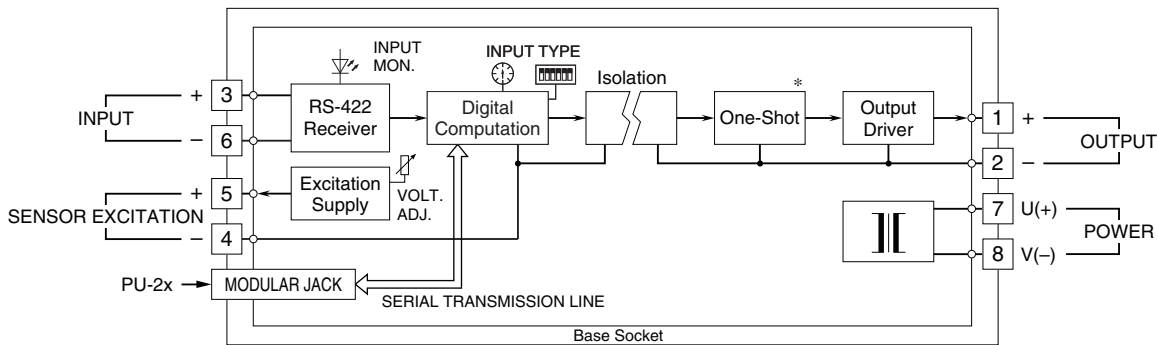 INPUT
MON.
INPUT TYPE
Isolation
*
+ 3
INPUT
− 6
RS-422
Receiver
Digital
Computation
One-Shot
Output
Driver
1 +
OUTPUT
2 −
+ 5
SENSOR EXCITATION
− 4
Excitation
Supply
VOLT.
ADJ.
7 U(+)
POWER
8 V(−)
PU-2x
MODULAR JACK
SERIAL TRANSMISSION LINE
Base Socket